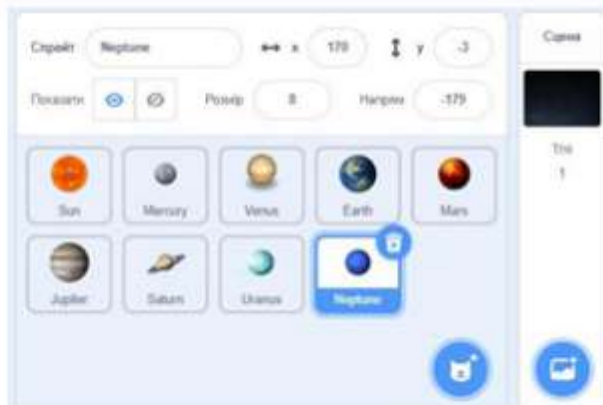 Спрайт Neptune x 170 y -3
Показати Розмір 8 Напрям -179
Сцена
Тло
1
Sun Mercury Venus Earth Mars
Jupiter Saturn Uranus Neptune